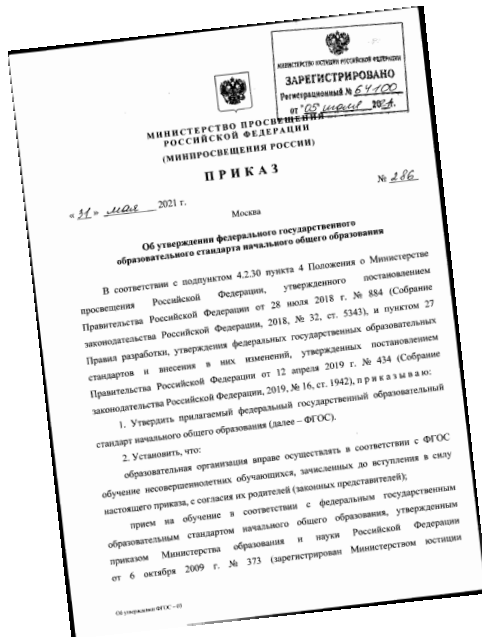 МИНИСТЕРСТВО ЮСТИЦИИ РОССИЙСКОЙ ФЕДЕРАЦИИ
ЗАРЕГИСТРИРОВАНО
Регистрационный № 64100
от "05 июля 2021.
МИНИСТЕРСТВО ПРОСВЕЩЕНИЯ
РОССИЙСКОЙ ФЕДЕРАЦИИ
(МИНПРОСВЕЩЕНИЯ РОССИИ)
ПРИКАЗ
« 31 » мая 2021 г.
№ 286
Москва
Об утверждении федерального государственного
образовательного стандарта начального общего образования
В соответствии с подпунктом 4.2.30 пункта 4 Положения о Министерстве
просвещения Российской Федерации, утвержденного постановлением
Правительства Российской Федерации от 28 июля 2018 г. № 884 (Собрание
законодательства Российской Федерации, 2018, № 32, ст. 5343), и пунктом 27
Правил разработки, утверждения федеральных государственных образовательных
стандартов и внесения в них изменений, утвержденных постановлением
Правительства Российской Федерации от 12 апреля 2019 г. № 434 (Собрание
законодательства Российской Федерации, 2019, № 16, ст. 1942), п р и к а з ы в а ю:
1. Утвердить прилагаемый федеральный государственный образовательный
стандарт начального общего образования (далее – ФГОС).
2. Установить, что:
образовательная организация вправе осуществлять в соответствии с ФГОС
обучение несовершеннолетних обучающихся, зачисленных до вступления в силу
настоящего приказа, с согласия их родителей (законных представителей);
прием на обучение в соответствии с федеральным государственным
образовательным стандартом начального общего образования, утвержденным
приказом Министерства образования и науки Российской Федерации
от 6 октября 2009 г. № 373 (зарегистрирован Министерством юстиции
Об утверждении ФГОС – 03